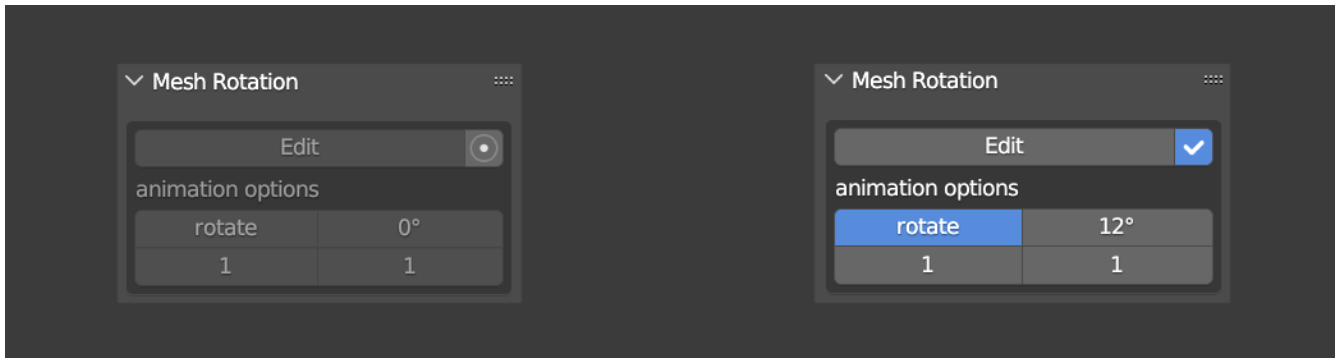 Mesh Rotation
Edit
animation options
rotate 0°
1 1
Mesh Rotation
Edit
animation options
rotate 12°
1 1